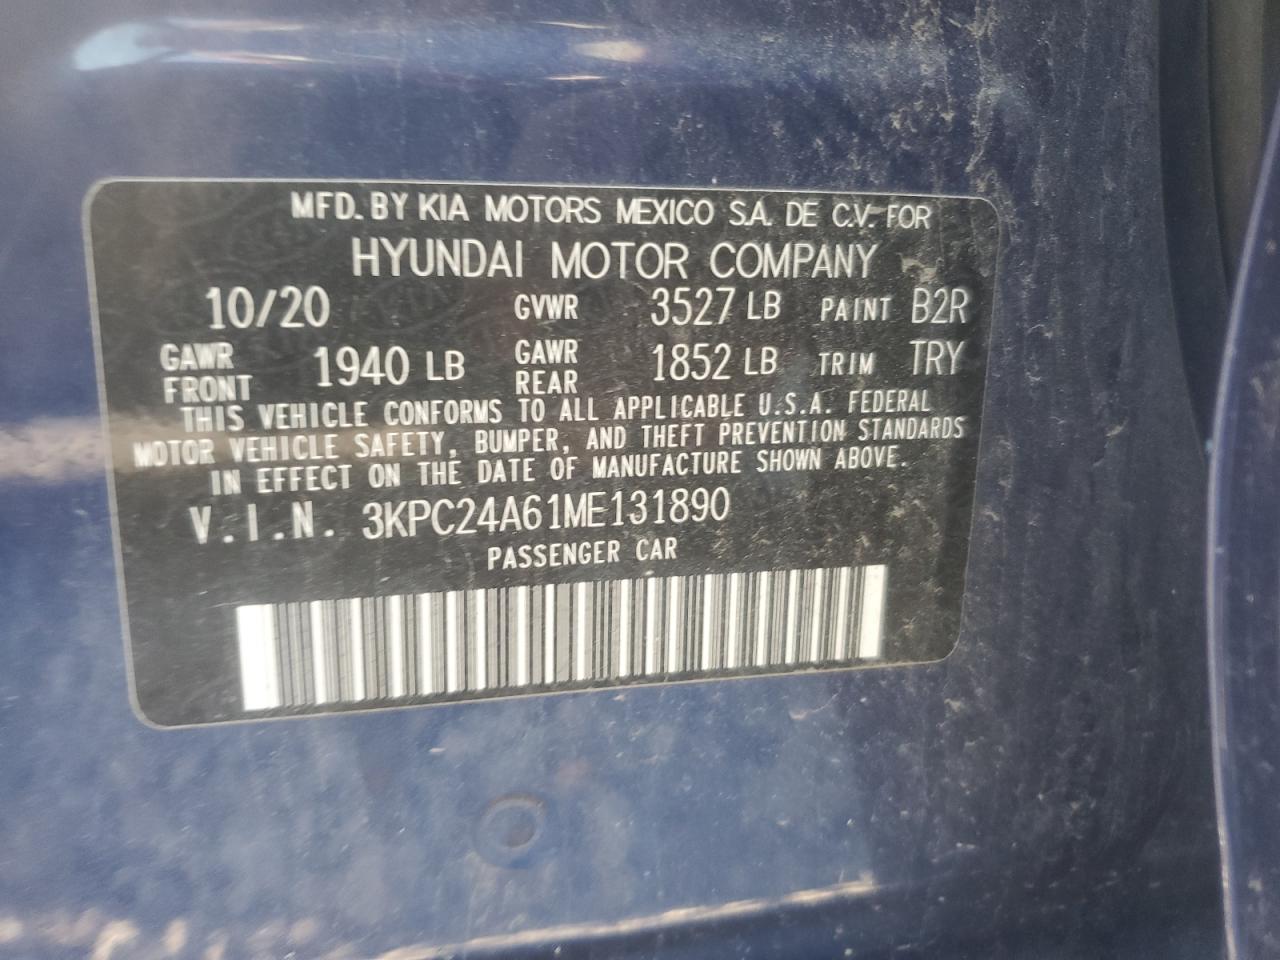 MFD. BY KIA MOTORS MEXICO S.A. DE C.V. FOR
HYUNDAI MOTOR COMPANY
10/20 GVWR 3527 LB PAINT B2R
GAWR FRONT 1940 LB GAWR REAR 1852 LB TRIM TRY
THIS VEHICLE CONFORMS TO ALL APPLICABLE U.S.A. FEDERAL
MOTOR VEHICLE SAFETY, BUMPER, AND THEFT PREVENTION STANDARDS
IN EFFECT ON THE DATE OF MANUFACTURE SHOWN ABOVE.
V.I.N. 3KPC24A61ME131890
PASSENGER CAR